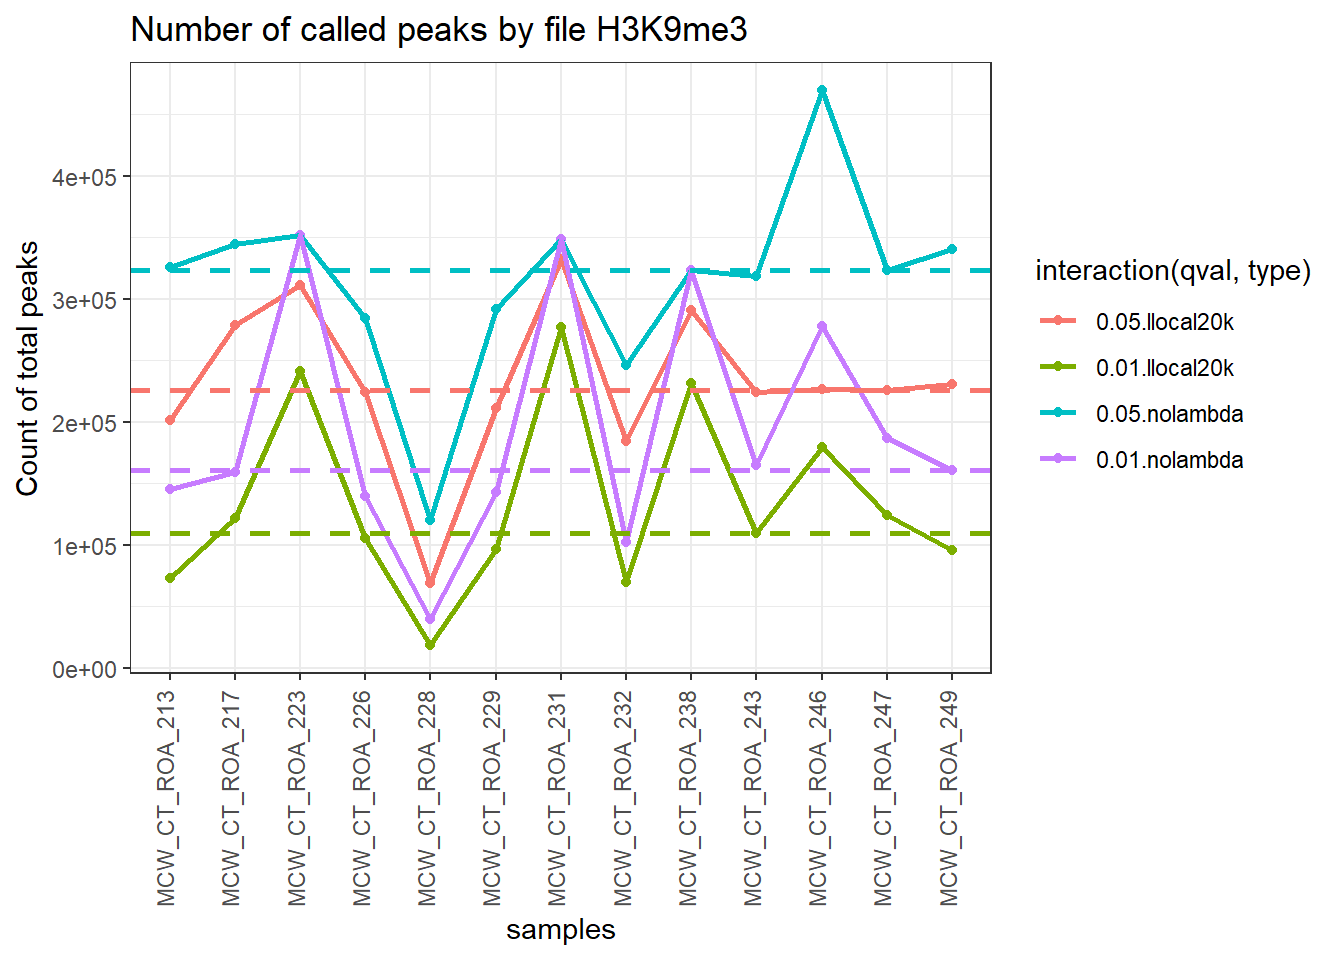 Number of called peaks by file H3K9me3
Count of total peaks
4e+05
3e+05
2e+05
1e+05
0e+00
MCW_CT_ROA_213
MCW_CT_ROA_217
MCW_CT_ROA_223
MCW_CT_ROA_226
MCW_CT_ROA_228
MCW_CT_ROA_229
MCW_CT_ROA_231
MCW_CT_ROA_232
MCW_CT_ROA_238
MCW_CT_ROA_243
MCW_CT_ROA_246
MCW_CT_ROA_247
MCW_CT_ROA_249
samples
interaction(qval, type)
0.05.llocal20k
0.01.llocal20k
0.05.nolambda
0.01.nolambda